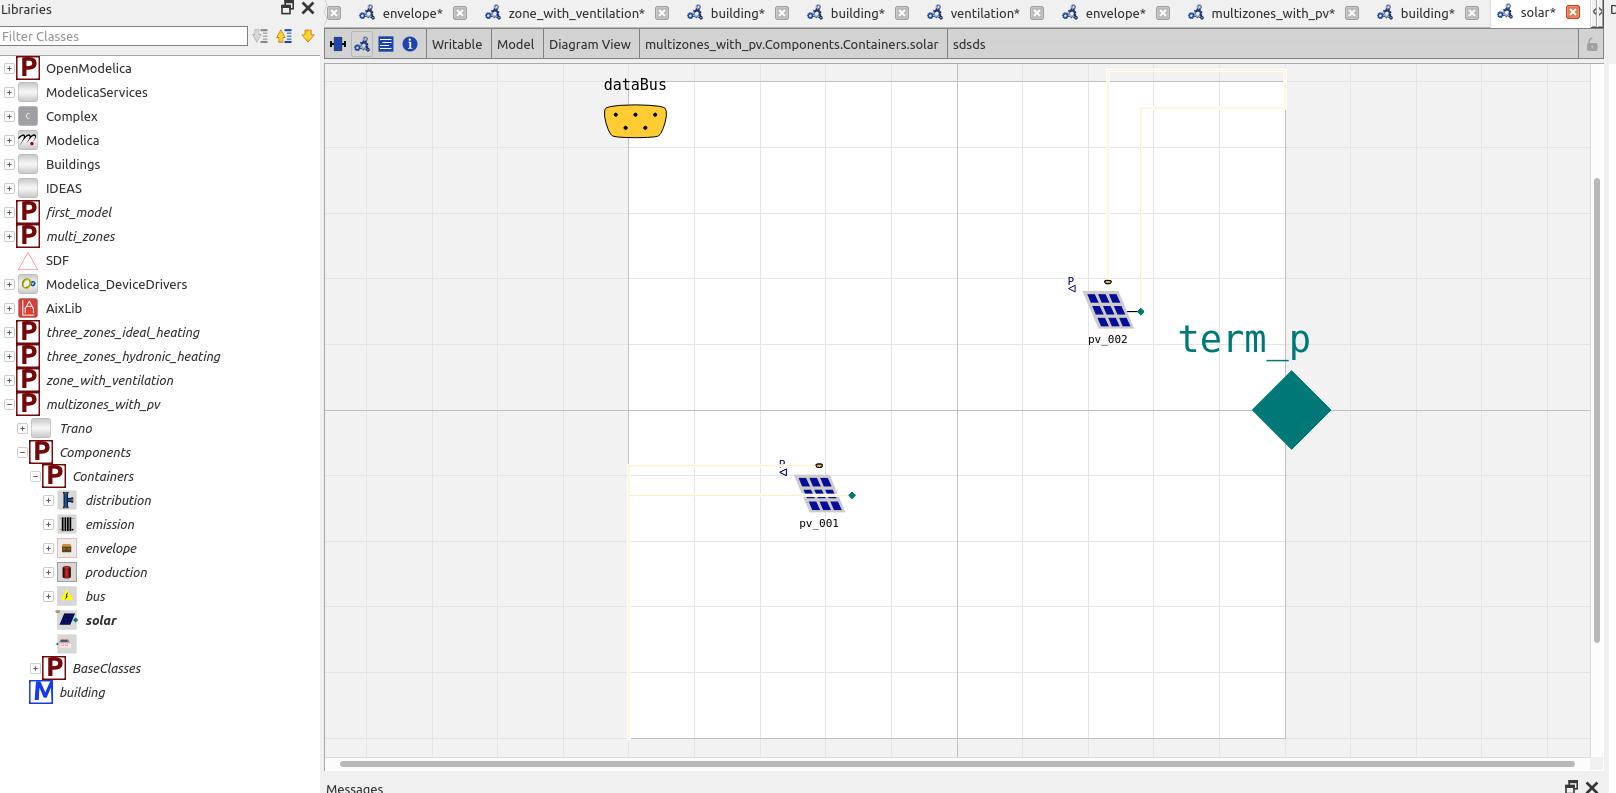 Libraries
Filter Classes
OpenModelica
ModelicaServices
Complex
Modelica
Buildings
IDEAS
first_model
multi_zones
SDF
Modelica_DeviceDrivers
AixLib
three_zones_ideal_heating
three_zones_hydronic_heating
zone_with_ventilation
multizones_with_pv
Trano
Components
Containers
distribution
emission
envelope
production
bus
solar
BaseClasses
building
envelope* zone_with_ventilation* building* building* ventilation* envelope* multizones_with_pv* building* solar*
Writable Model Diagram View multizones_with_pv.Components.Containers.solar sdsds
dataBus
P
pv_002
term_p
P
pv_001
Messages